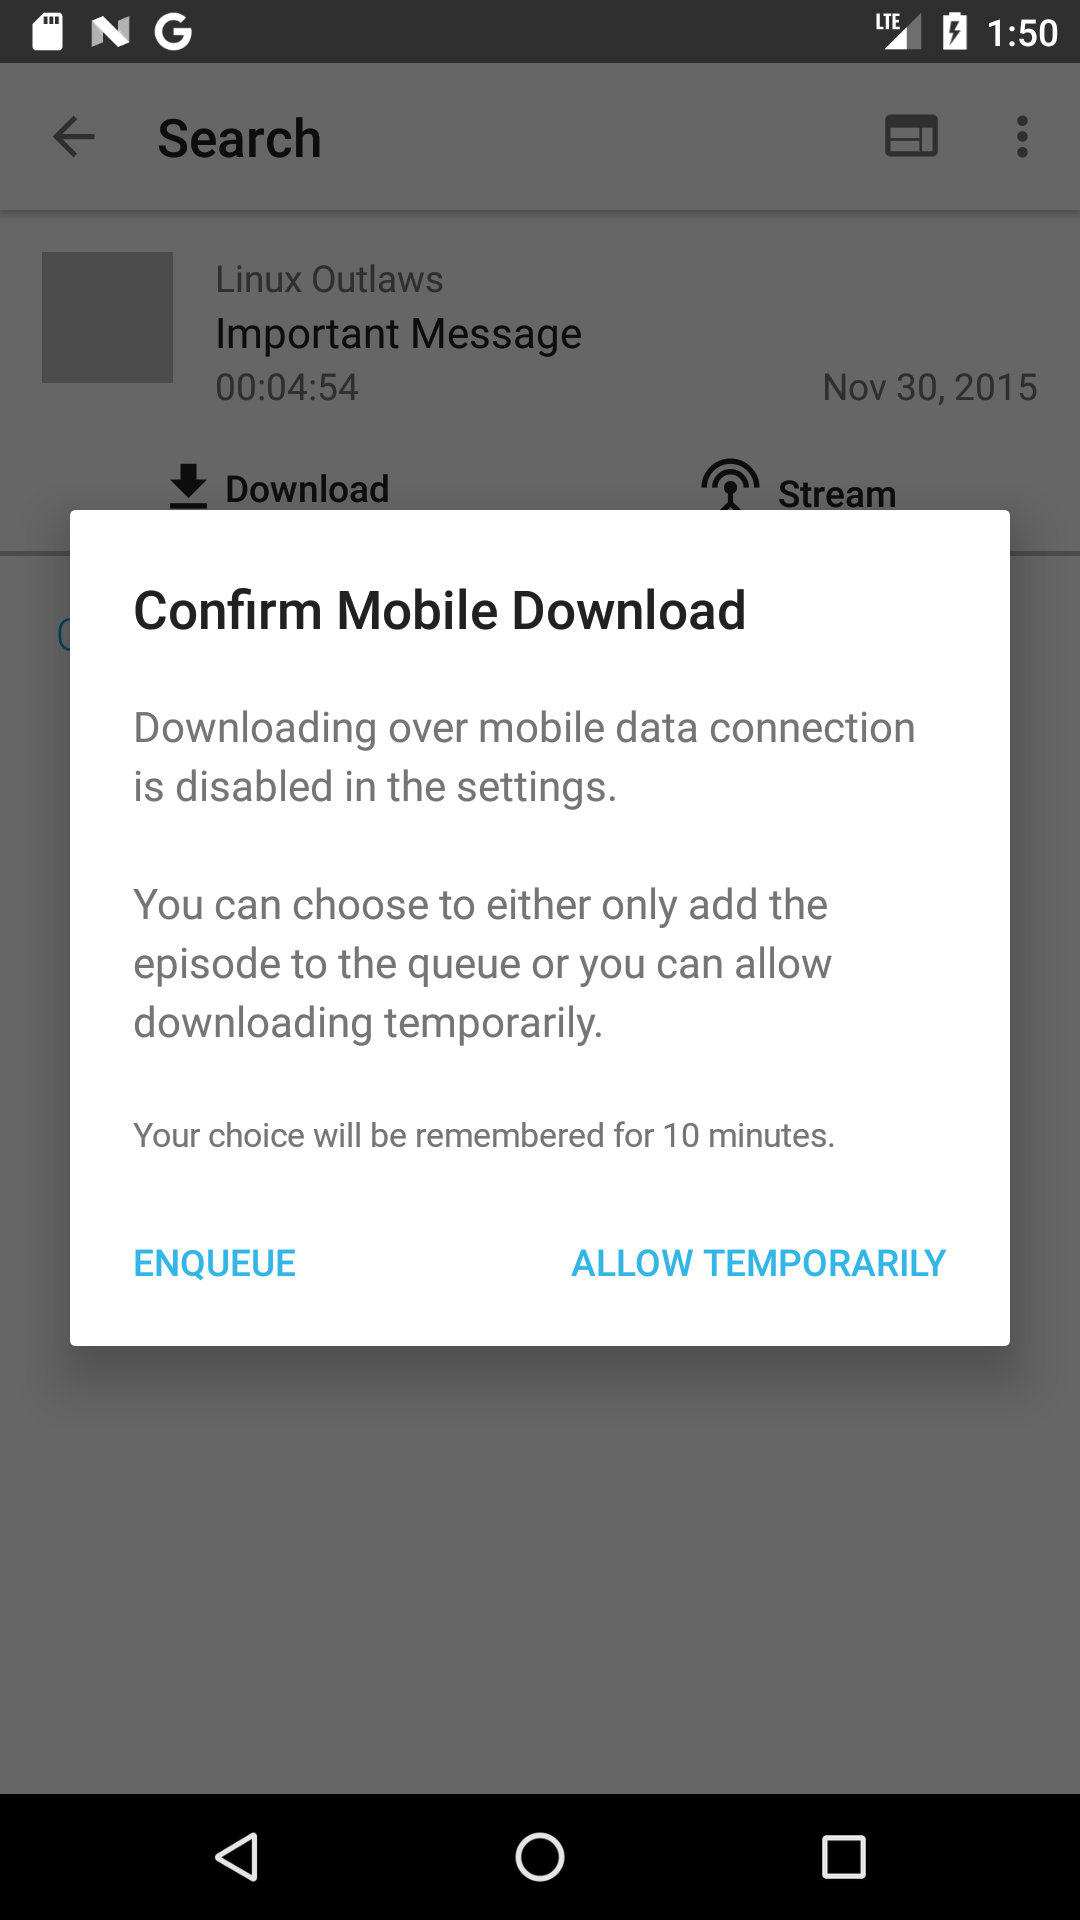 LTE 1:50
Search
Linux Outlaws
Important Message
00:04:54 Nov 30, 2015
Download Stream
Confirm Mobile Download
Downloading over mobile data connection
is disabled in the settings.
You can choose to either only add the
episode to the queue or you can allow
downloading temporarily.
Your choice will be remembered for 10 minutes.
ENQUEUE ALLOW TEMPORARILY